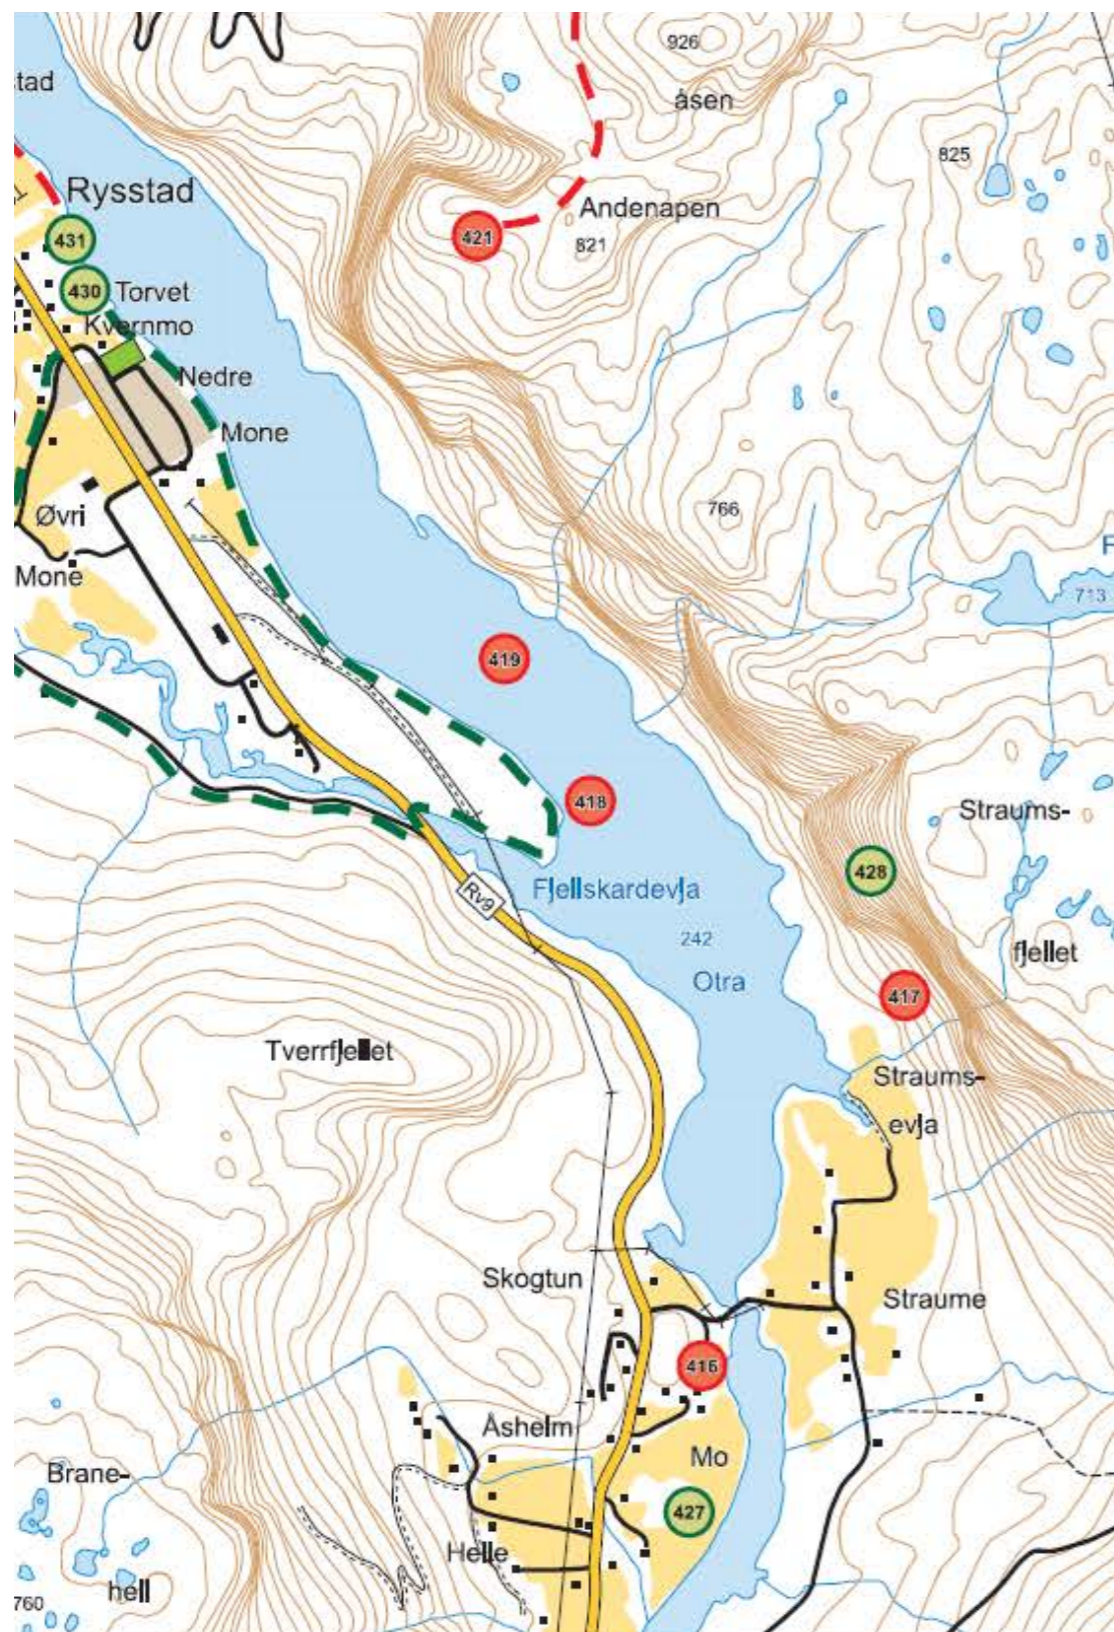 926
åsen
tad
825
Rysstad
Andenapen
421
821
431
430
Torvet
Kvernmo
Nedre
Mone
766
Øvri
Mone
713
419
418
Straums-
428
Fjellskardevja
Rv9
242
fjellet
Otra
417
Tverrfjellet
Straums-
evja
Skogtun
Straume
416
Åsheim
Mo
Brane-
427
Helle
hell
760